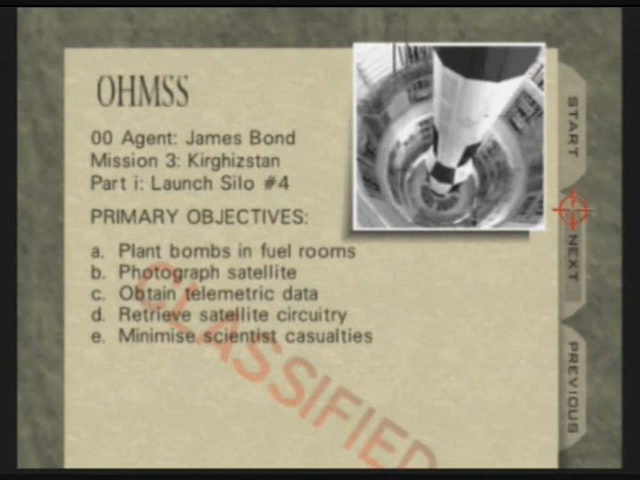 OHMSS
00 Agent: James Bond
Mission 3: Kirghizstan
Part i: Launch Silo #4
PRIMARY OBJECTIVES:
a. Plant bombs in fuel rooms
b. Photograph satellite
c. Obtain telemetric data
d. Retrieve satellite circuitry
e. Minimise scientist casualties
CLASSIFIED
START
NEXT
PREVIOUS